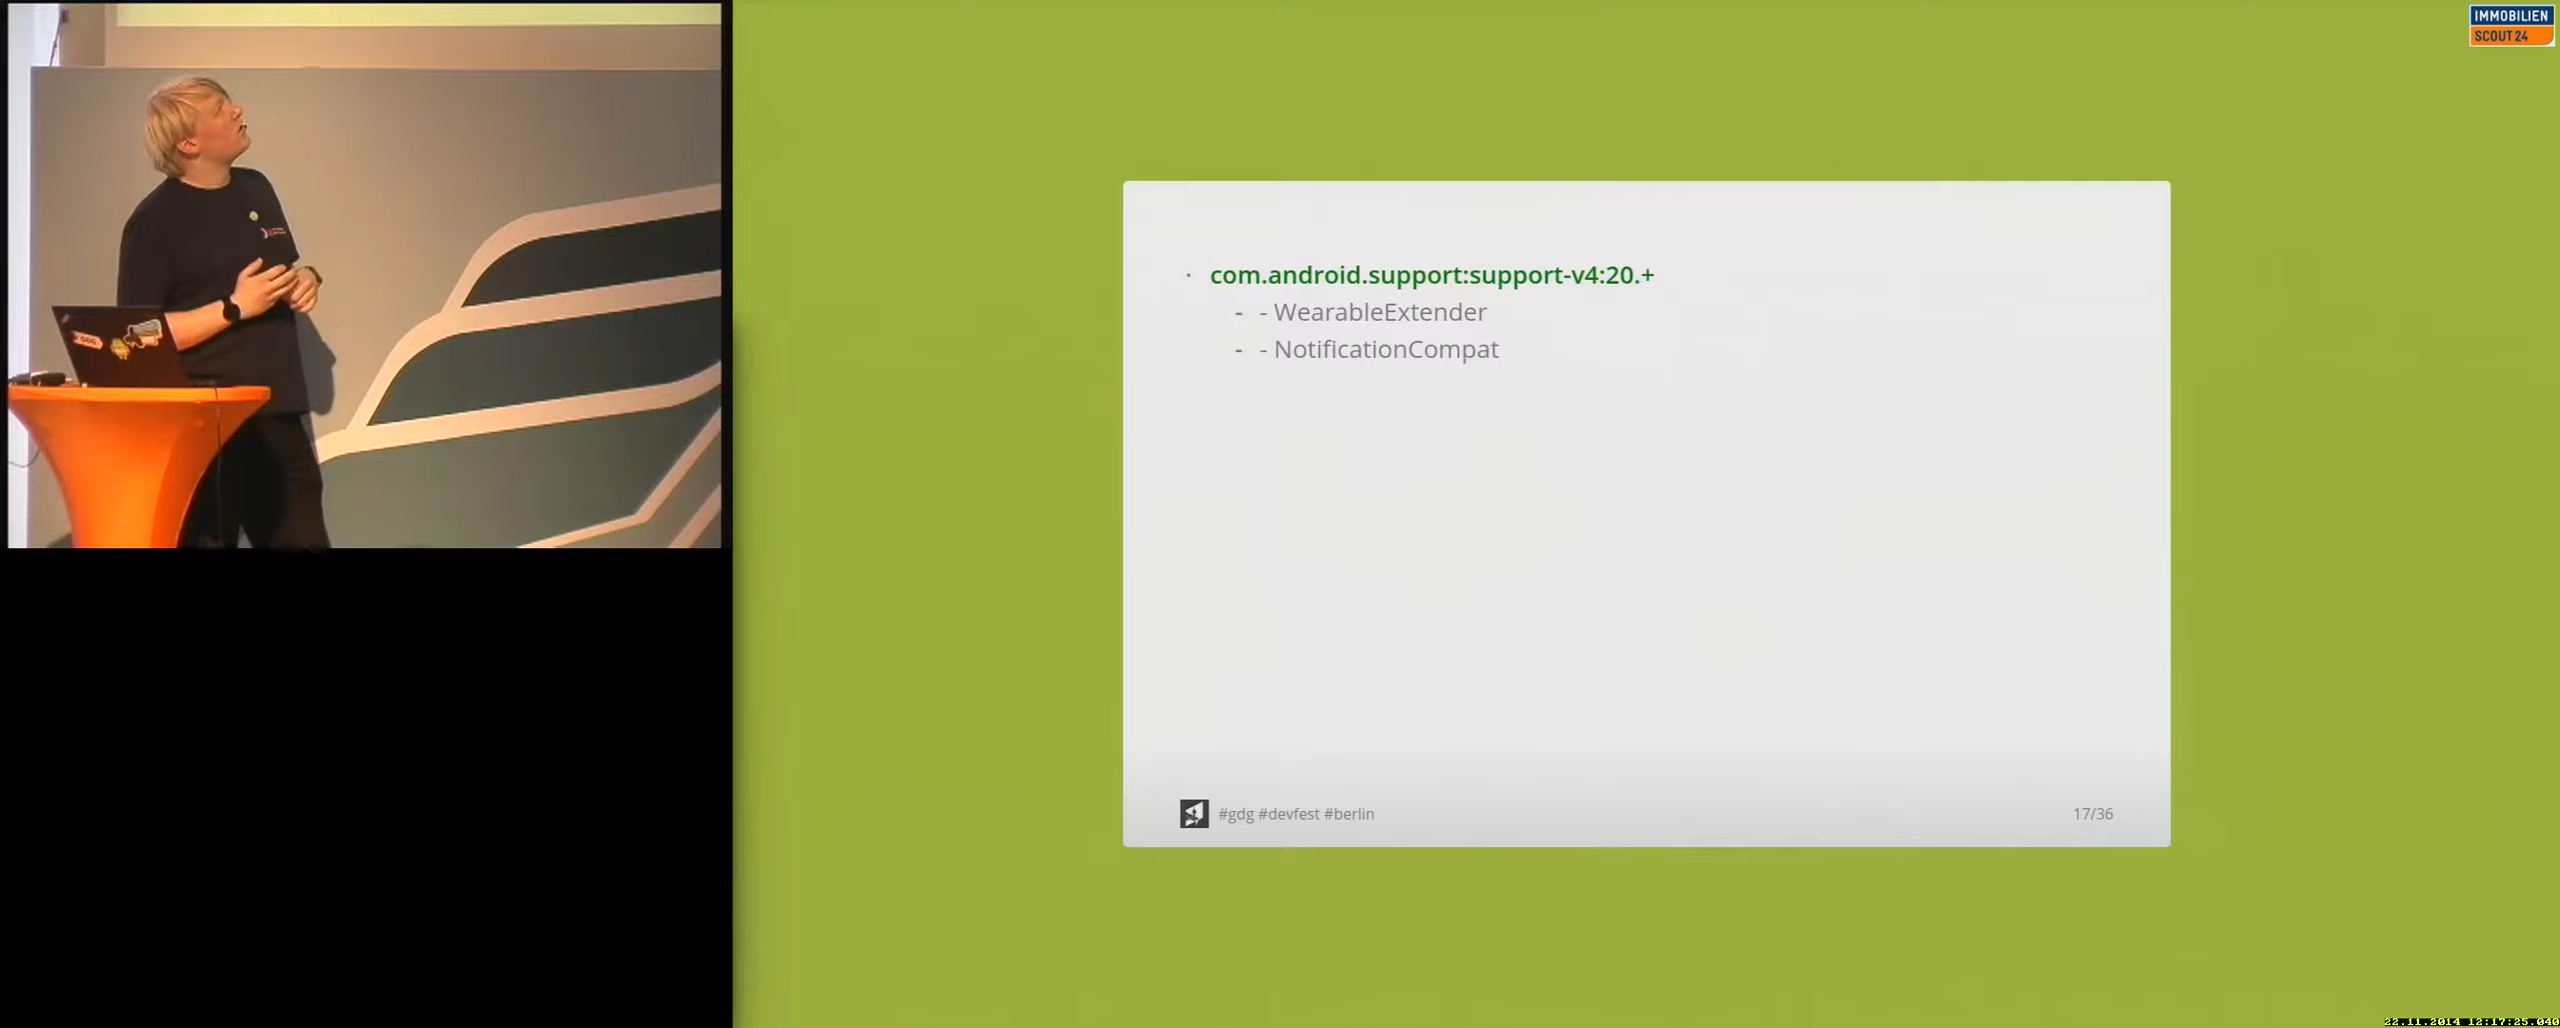 IMMOBILIEN
SCOUT24
· com.android.support:support-v4:20.+
- - WearableExtender
- - NotificationCompat
#gdg #devfest #berlin
17/36
22.11.2014 12:17:25.040